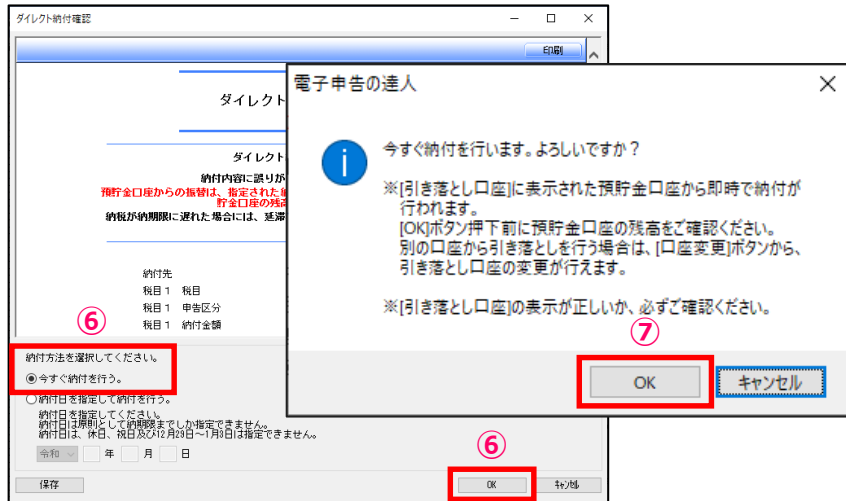 ダイレクト納付確認
印刷
ダイレクト
ダイレクト
納付内容に誤りが
預貯金口座からの振替は、指定された
貯金口座の残高
納税が納期限に遅れた場合には、延滞
納付先
税目1 税目
税目1 申告区分
税目1 納付金額
⑥
納付方法を選択してください。
今すぐ納付を行う。
納付日を指定して納付を行う。
納付日を指定してください。
納付日は原則として納期限までしか指定できません。
納付日は、休日、祝日及び12月29日~1月3日は指定できません。
令和 年 月 日
⑥
保存
OK
キャンセル
電子申告の達人
今すぐ納付を行います。よろしいですか?
※[引き落とし口座]に表示された預貯金口座から即時で納付が
行われます。
[OK]ボタン押下前に預貯金口座の残高をご確認ください。
別の口座から引き落としを行う場合は、[口座変更]ボタンから、
引き落とし口座の変更が行えます。
※[引き落とし口座]の表示が正しいか、必ずご確認ください。
⑦
OK
キャンセル